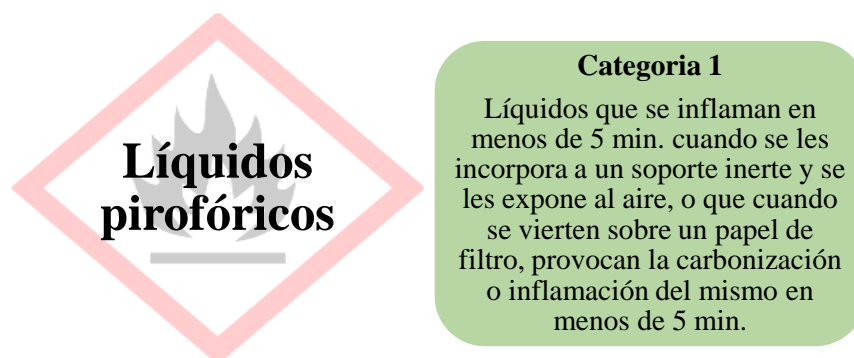 Líquidos
pirofóricos
Categoria 1
Líquidos que se inflaman en
menos de 5 min. cuando se les
incorpora a un soporte inerte y se
les expone al aire, o que cuando
se vierten sobre un papel de
filtro, provocan la carbonización
o inflamación del mismo en
menos de 5 min.